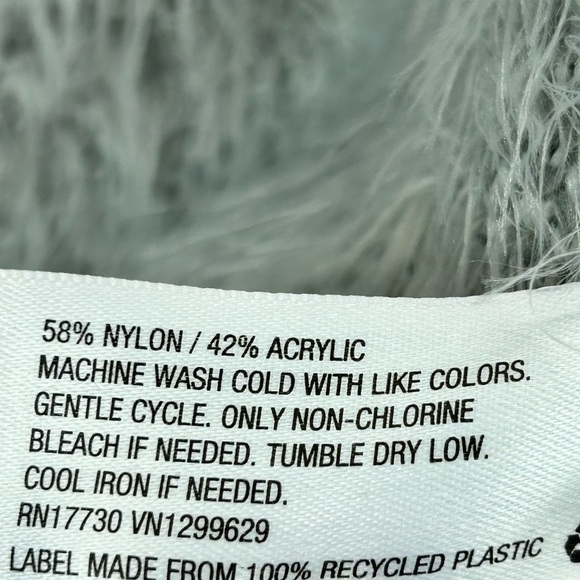 58% NYLON / 42% ACRYLIC
MACHINE WASH COLD WITH LIKE COLORS.
GENTLE CYCLE. ONLY NON-CHLORINE
BLEACH IF NEEDED. TUMBLE DRY LOW.
COOL IRON IF NEEDED.
RN17730 VN1299629
LABEL MADE FROM 100% RECYCLED PLASTIC